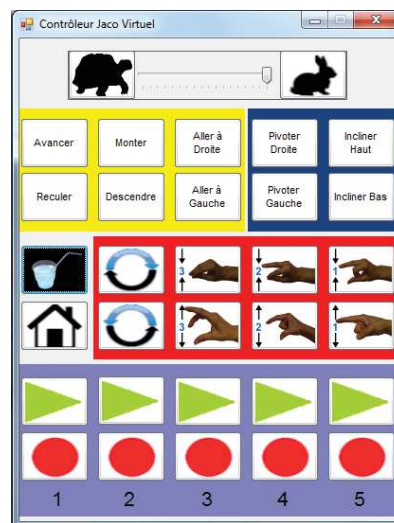 Contrôleur Jaco Virtuel
Avancer
Monter
Aller à
Droite
Pivoter
Droite
Incliner
Haut
Reculer
Descendre
Aller à
Gauche
Pivoter
Gauche
Incliner Bas
3
2
1
3
2
1
1 2 3 4 5